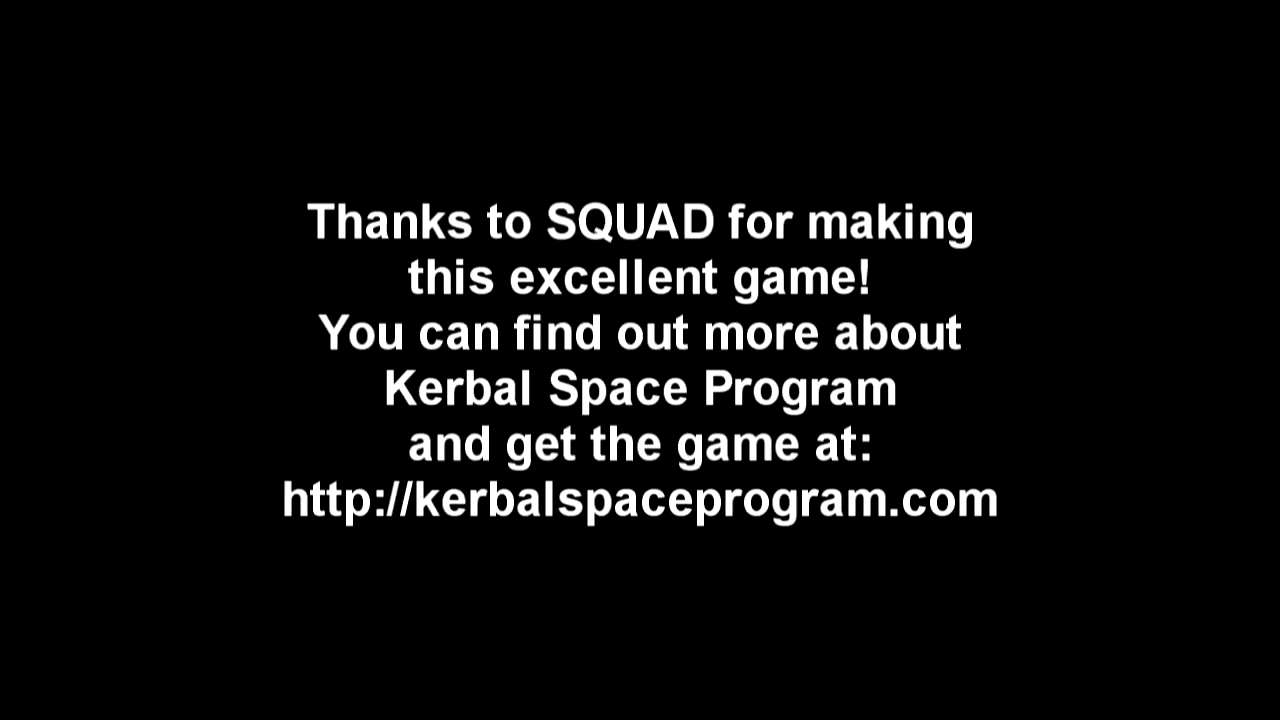 Thanks to SQUAD for making
this excellent game!
You can find out more about
Kerbal Space Program
and get the game at:
http://kerbalspaceprogram.com